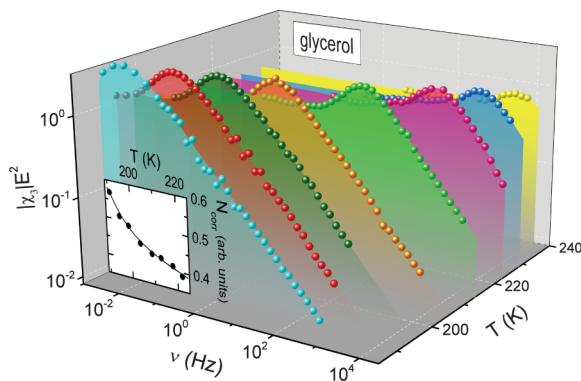 glycerol
|χ₃|E²
10⁰
10⁻¹
10⁻²
T (K)
200 220
0.6
0.5
0.4
N_corr (arb. units)
10⁻² 10⁰ 10² 10⁴
ν (Hz)
200 220 240
T (K)